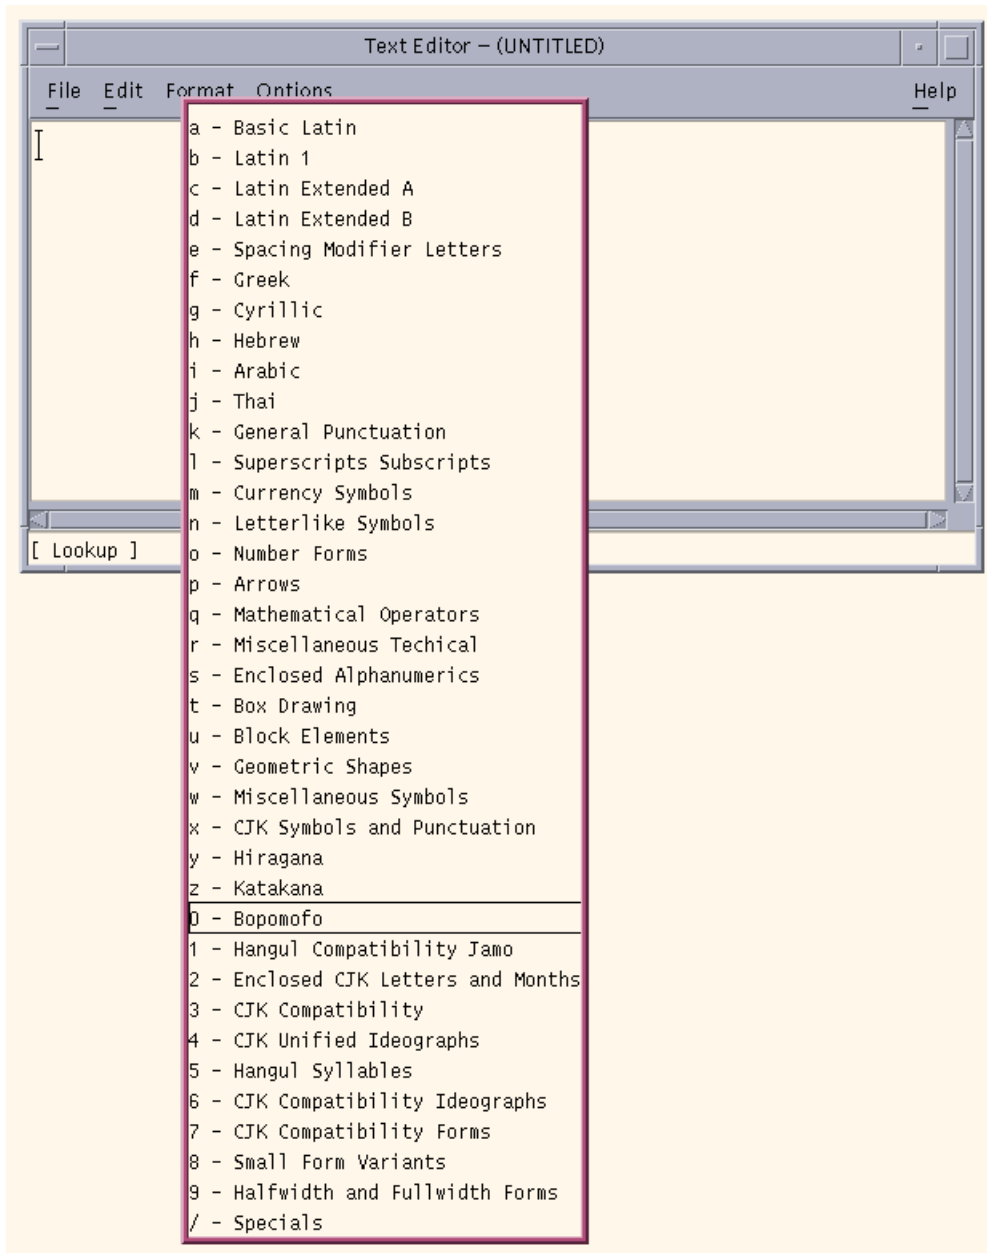 Text Editor – (UNTITLED)
File Edit Format Options Help
a – Basic Latin
b – Latin 1
c – Latin Extended A
d – Latin Extended B
e – Spacing Modifier Letters
f – Greek
g – Cyrillic
h – Hebrew
i – Arabic
j – Thai
k – General Punctuation
l – Superscripts Subscripts
m – Currency Symbols
n – Letterlike Symbols
[ Lookup ]
o – Number Forms
p – Arrows
q – Mathematical Operators
r – Miscellaneous Techical
s – Enclosed Alphanumerics
t – Box Drawing
u – Block Elements
v – Geometric Shapes
w – Miscellaneous Symbols
x – CJK Symbols and Punctuation
y – Hiragana
z – Katakana
0 – Bopomofo
1 – Hangul Compatibility Jamo
2 – Enclosed CJK Letters and Months
3 – CJK Compatibility
4 – CJK Unified Ideographs
5 – Hangul Syllables
6 – CJK Compatibility Ideographs
7 – CJK Compatibility Forms
8 – Small Form Variants
9 – Halfwidth and Fullwidth Forms
/ – Specials